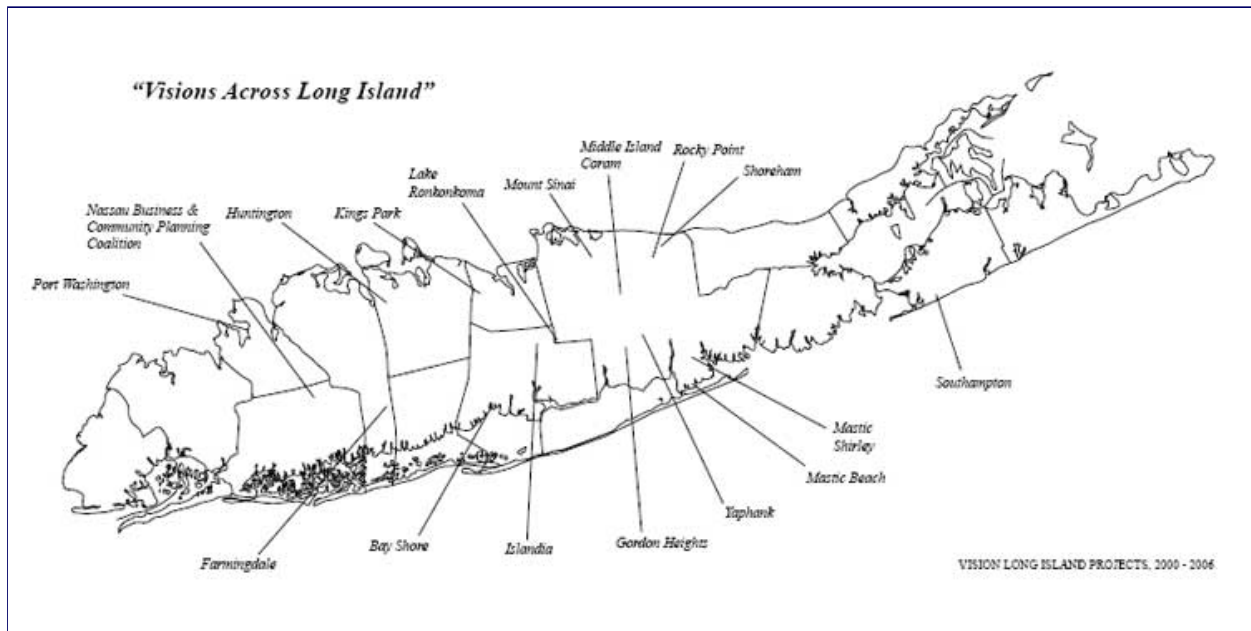 “Visions Across Long Island”
Middle Island
Coram
Rocky Point
Shoreham
Lake
Ronkonkoma
Mount Sinai
Nassau Business &
Community Planning
Coalition
Huntington
Kings Park
Port Washington
Southampton
Mastic
Shirley
Mastic Beach
Yaphank
Gordon Heights
Islandia
Bay Shore
Farmingdale
VISION LONG ISLAND PROJECTS, 2000 - 2006